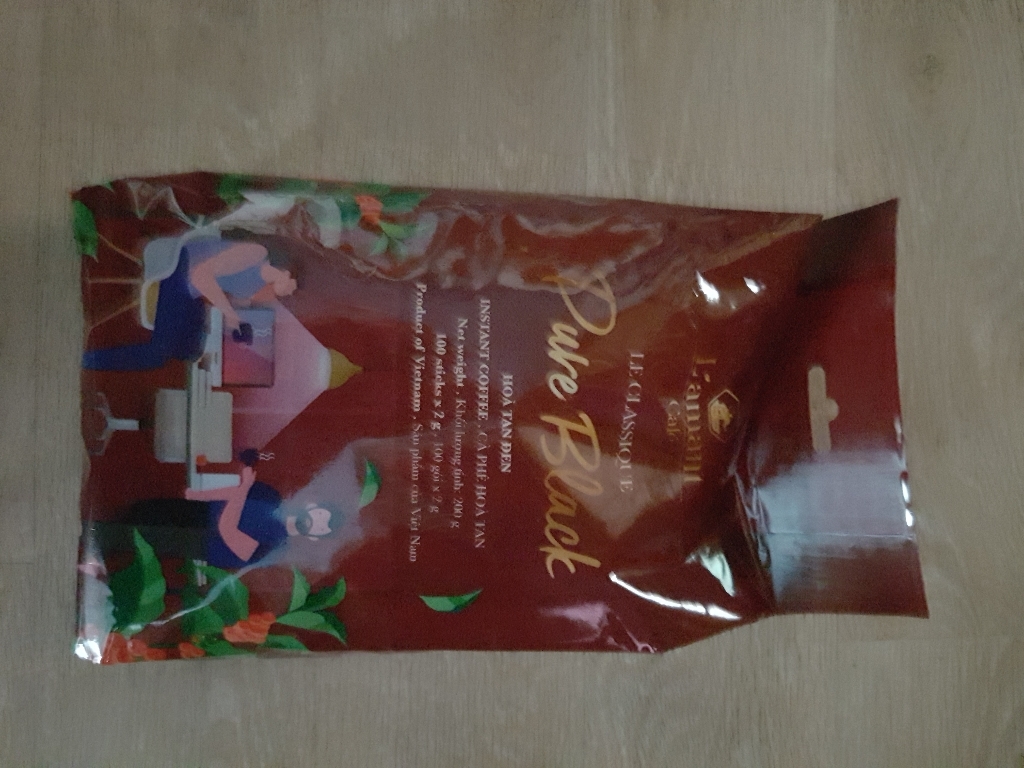 Café
LE CLASSIQUE
Pure Black
HOÀ TAN ĐEN
INSTANT COFFEE . CÀ PHÊ HOÀ TAN
Net weight . Khối lượng tịnh: 200 g
100 sticks x 2 g . 100 gói x 2 g
Product of Vietnam . Sản phẩm của Việt Nam